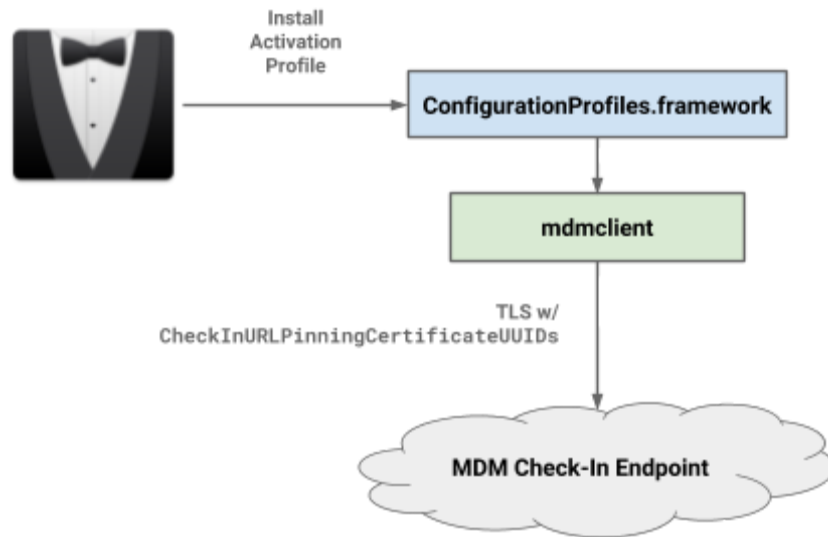 Install
Activation
Profile
ConfigurationProfiles.framework
mdmclient
TLS w/
CheckInURLPinningCertificateUUIDs
MDM Check-In Endpoint